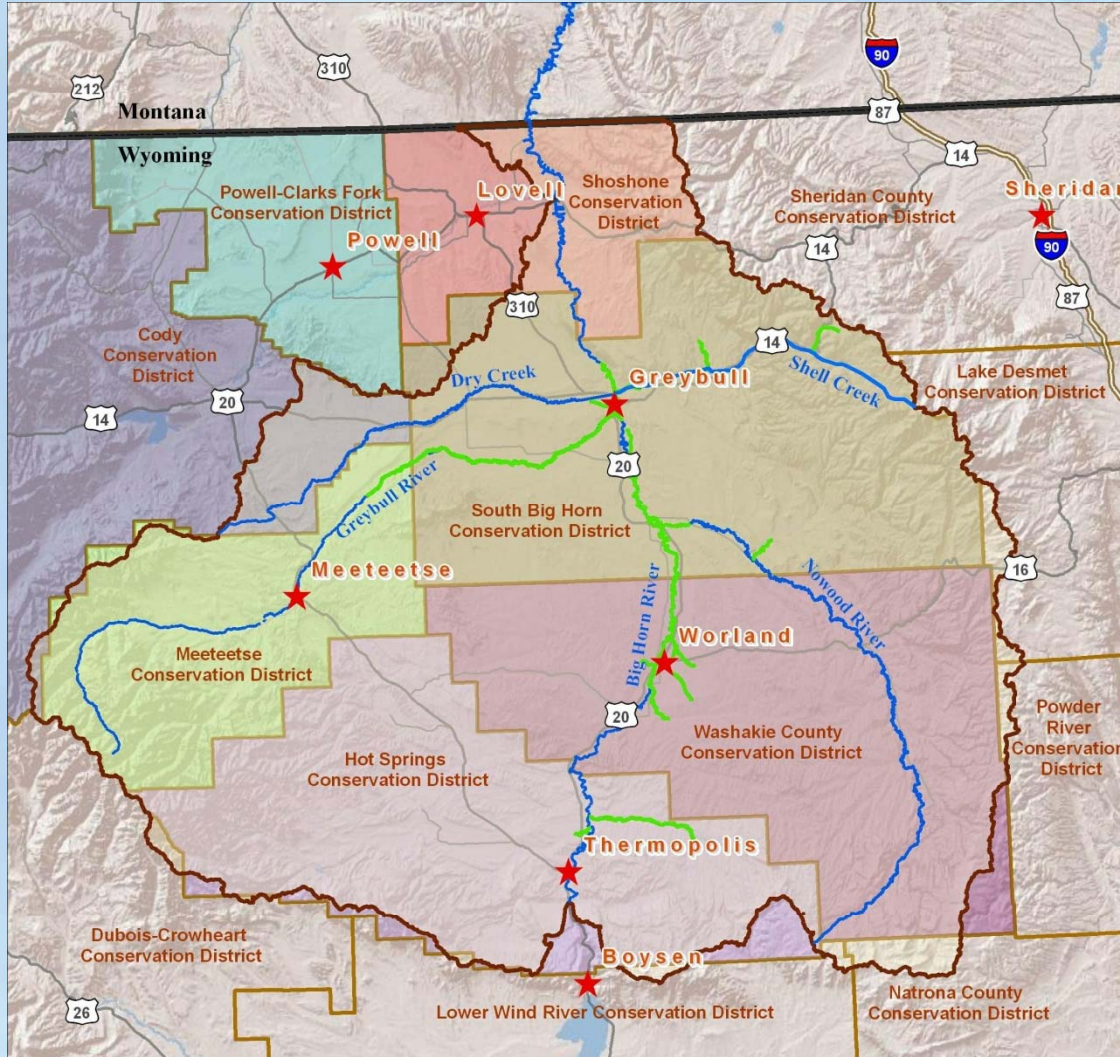 90
310
212
87
Montana
Wyoming
14
Powell-Clarks Fork
Conservation District
Lovell
Shoshone
Conservation
District
Sheridan County
Conservation District
Sheridan
Powell
14
90
87
310
Cody
Conservation
District
14
Dry Creek
Greybull
Shell Creek
Lake Desmet
Conservation District
20
14
20
Greybull River
South Big Horn
Conservation District
Meeteetse
Nowood River
16
Big Horn River
Worland
Meeteetse
Conservation District
20
Washakie County
Conservation District
Powder
River
Conservation
District
Hot Springs
Conservation District
Thermopolis
Dubois-Crowheart
Conservation District
Boysen
26
Lower Wind River Conservation District
Natrona County
Conservation District